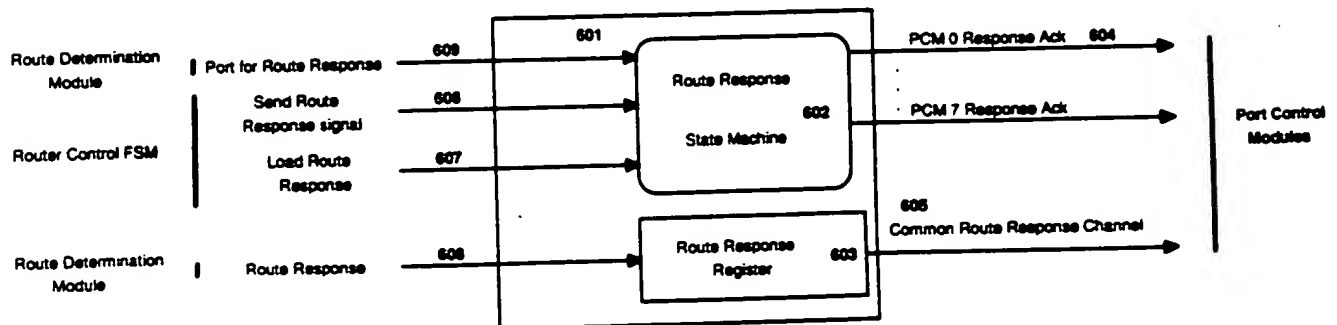 Route Determination
Module
Port for Route Response
609
601
Send Route
Response signal
608
Router Control FSM
Load Route
Response
607
Route Response
State Machine
602
PCM 0 Response Ack
604
PCM 7 Response Ack
Port Control
Modules
605
Common Route Response Channel
Route Determination
Module
Route Response
606
Route Response
Register
603